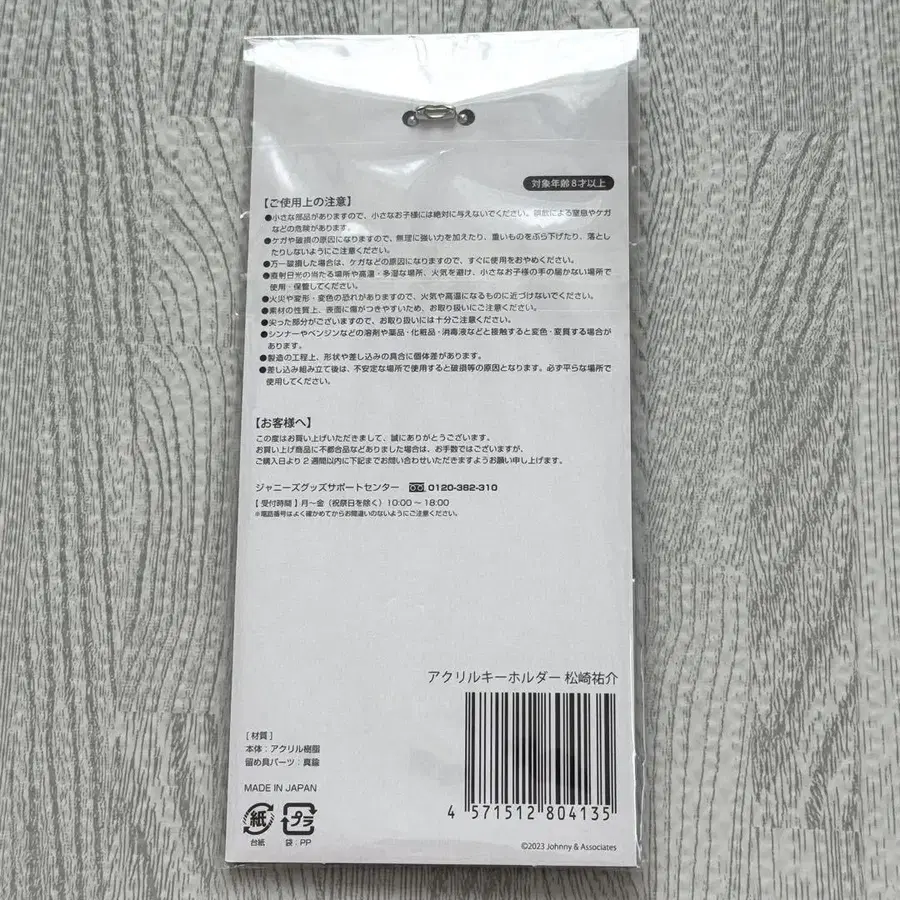 対象年齢8才以上
【ご使用上の注意】
●小さな部品がありますので、小さなお子様には絶対に与えないでください。誤飲による窒息やケガ
などの危険があります。
●ケガや破損の原因になりますので、無理に強い力を加えたり、重いものをぶら下げたり、落とし
たりしないようにご注意ください。
●万一破損した場合は、ケガなどの原因になりますので、すぐに使用をおやめください。
●直射日光の当たる場所や高温・多湿な場所、火気を避け、小さなお子様の手の届かない場所で
使用・保管してください。
●火災や変形・変色の恐れがありますので、火気や高温になるものに近づけないでください。
●素材の性質上、表面に傷がつきやすいため、お取り扱いにご注意ください。
●尖った部分がございますので、お取り扱いには十分ご注意ください。
●シンナーやベンジンなどの溶剤や薬品・化粧品・消毒液などと接触すると変色・変質する場合が
あります。
●製造の工程上、形状や差し込みの具合に個体差があります。
●差し込み組み立て後は、不安定な場所で使用すると破損等の原因となります。必ず平らな場所で
使用してください。
【お客様へ】
この度はお買い上げいただきまして、誠にありがとうございます。
お買い上げ商品に不都合品などありました場合は、お手数ではございますが、
ご購入日より2週間以内に下記までお問い合わせいただきますようお願い申し上げます。
ジャニーズグッズサポートセンター 0120-382-310
【受付時間】月〜金（祝祭日を除く）10:00〜18:00
※電話番号はよく確かめてからお間違いのないようにご注意ください。
アクリルキーホルダー 松崎祐介
[材質]
本体：アクリル樹脂
留め具パーツ：真鍮
MADE IN JAPAN
紙 プラ
台紙 袋：PP
4 571512 804135
©2023 Johnny & Associates